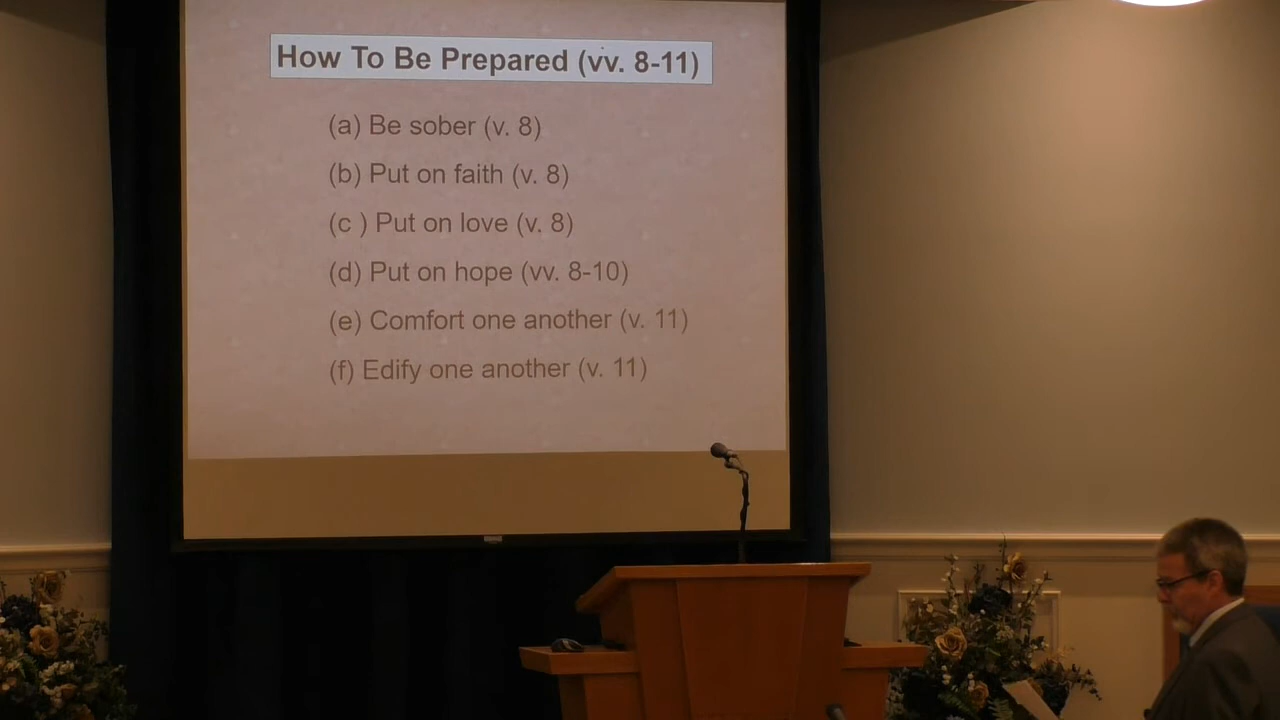 How To Be Prepared (vv. 8-11)
(a) Be sober (v. 8)
(b) Put on faith (v. 8)
(c ) Put on love (v. 8)
(d) Put on hope (vv. 8-10)
(e) Comfort one another (v. 11)
(f) Edify one another (v. 11)